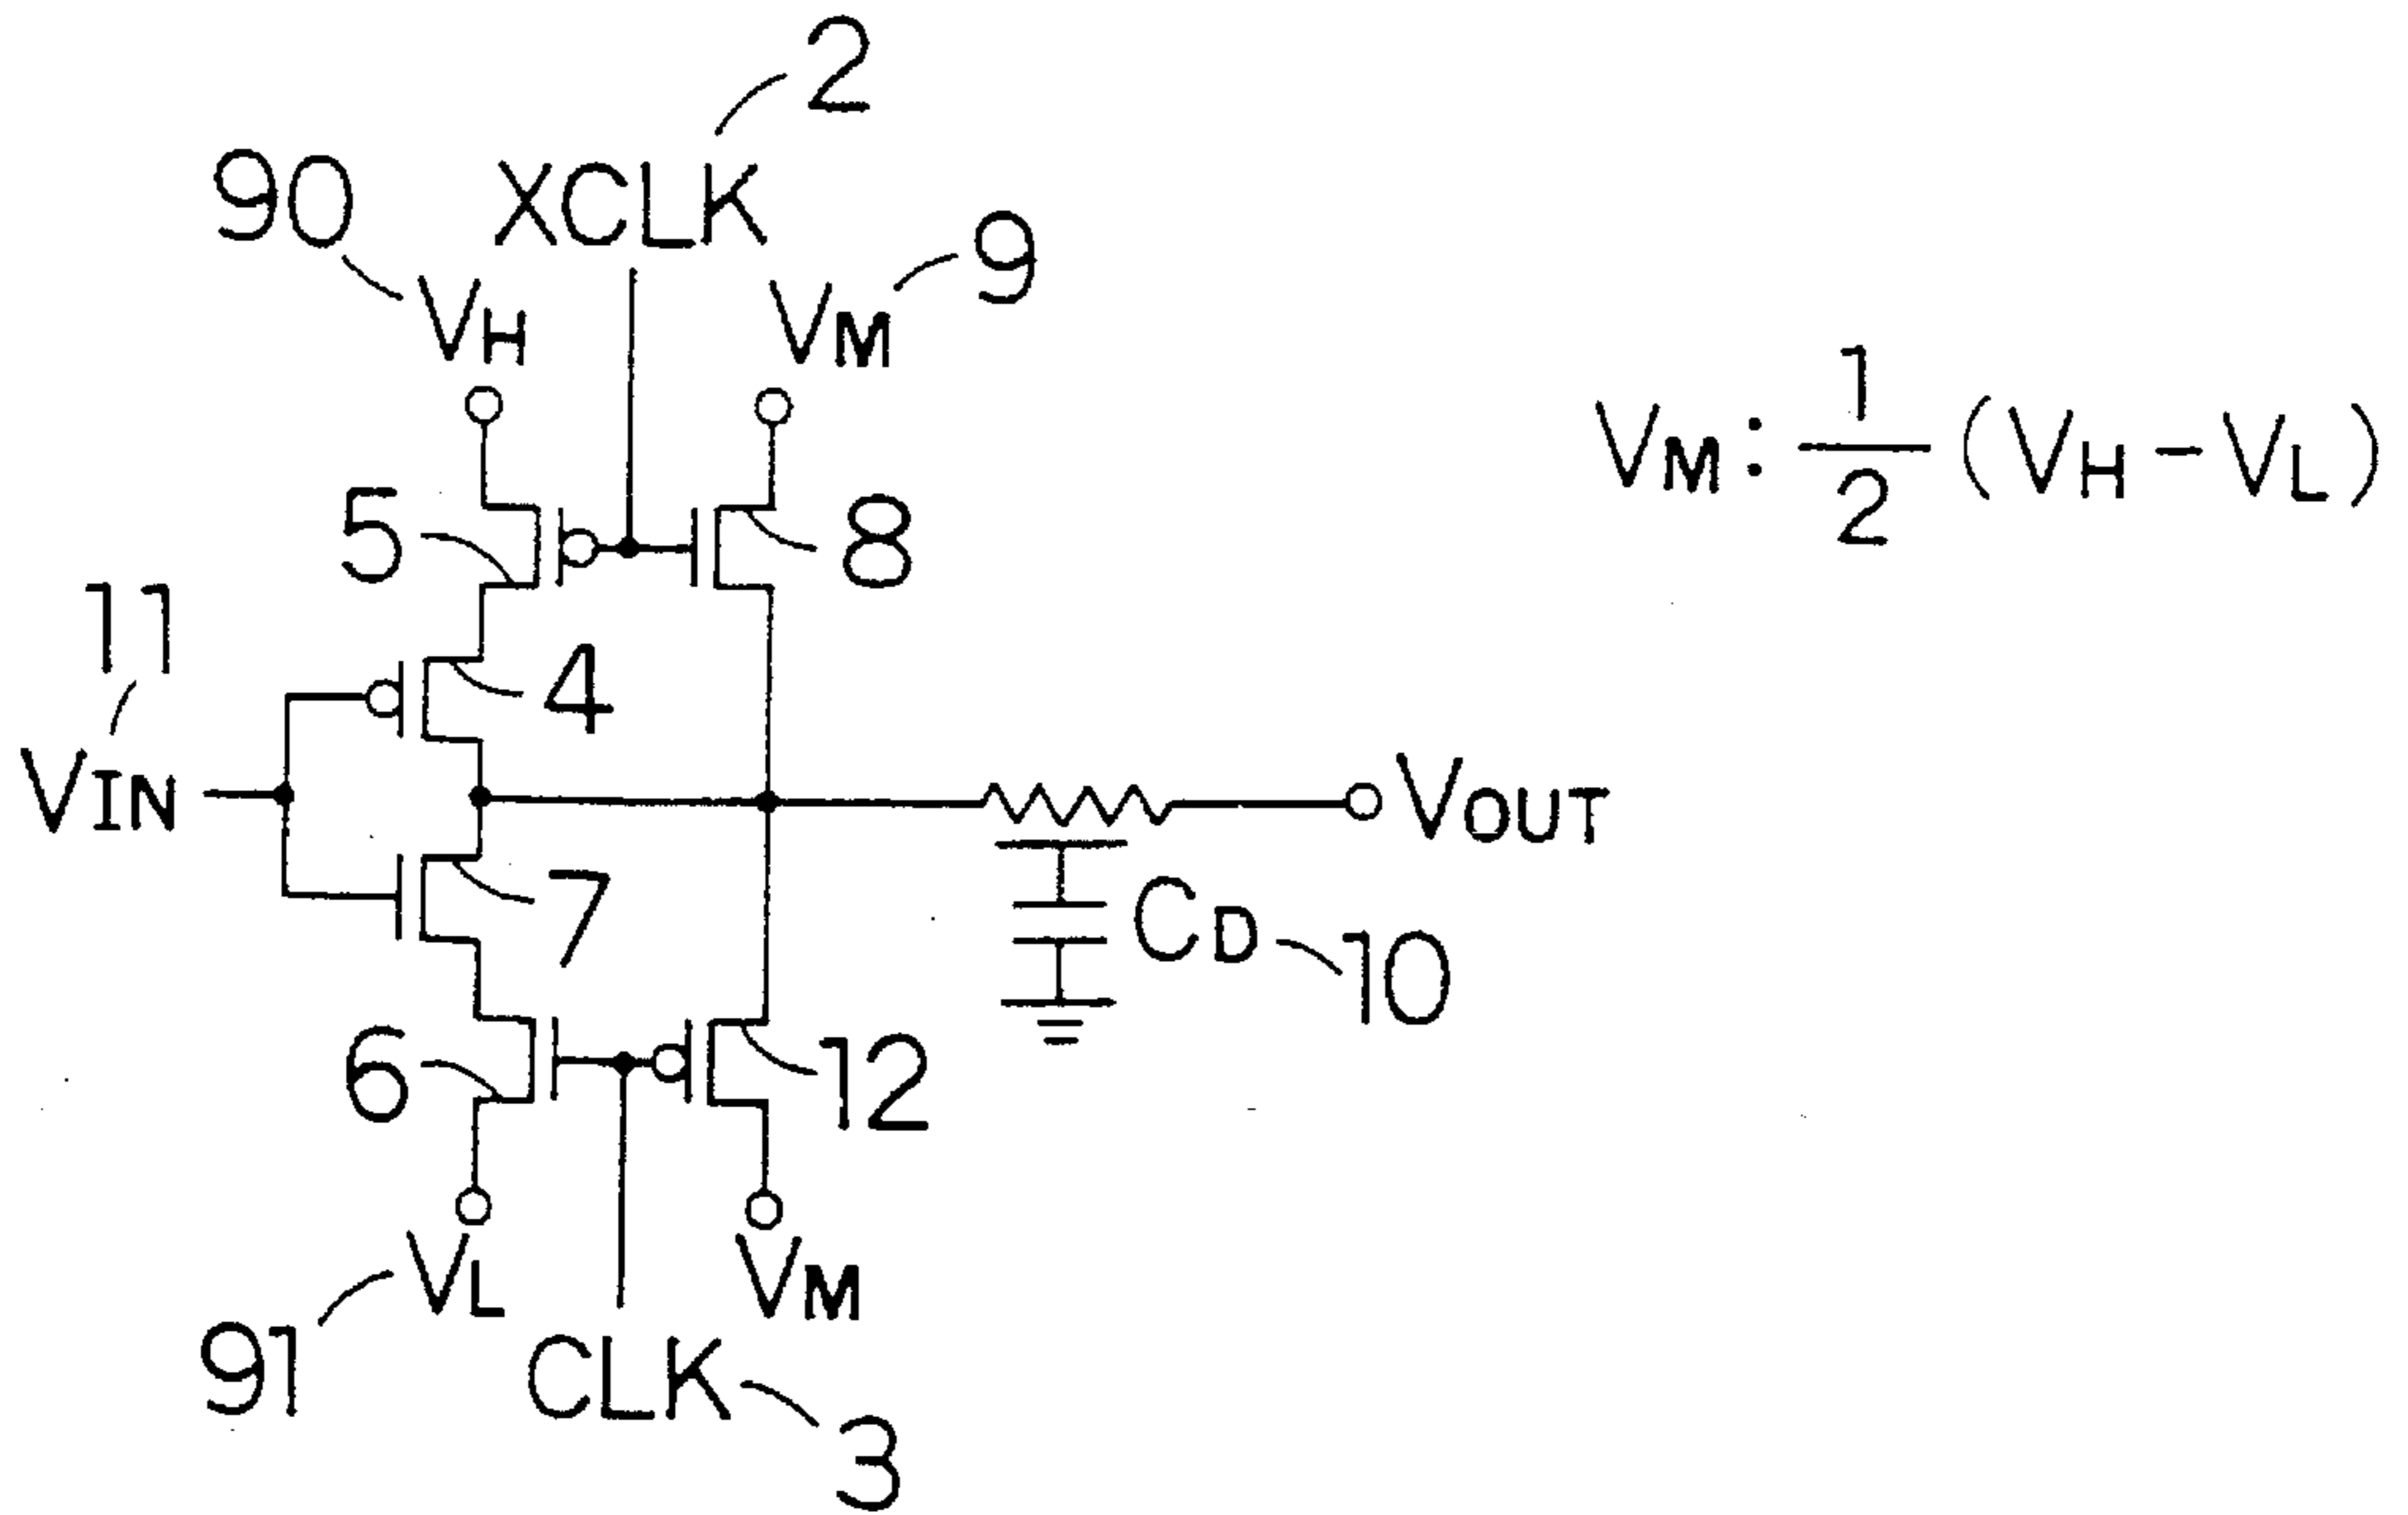 2
90
XCLK
9
VH
VM
VM: 1/2 (VH - VL)
5
8
11
4
VIN
VOUT
7
CD
10
6
12
VL
VM
91
CLK
3